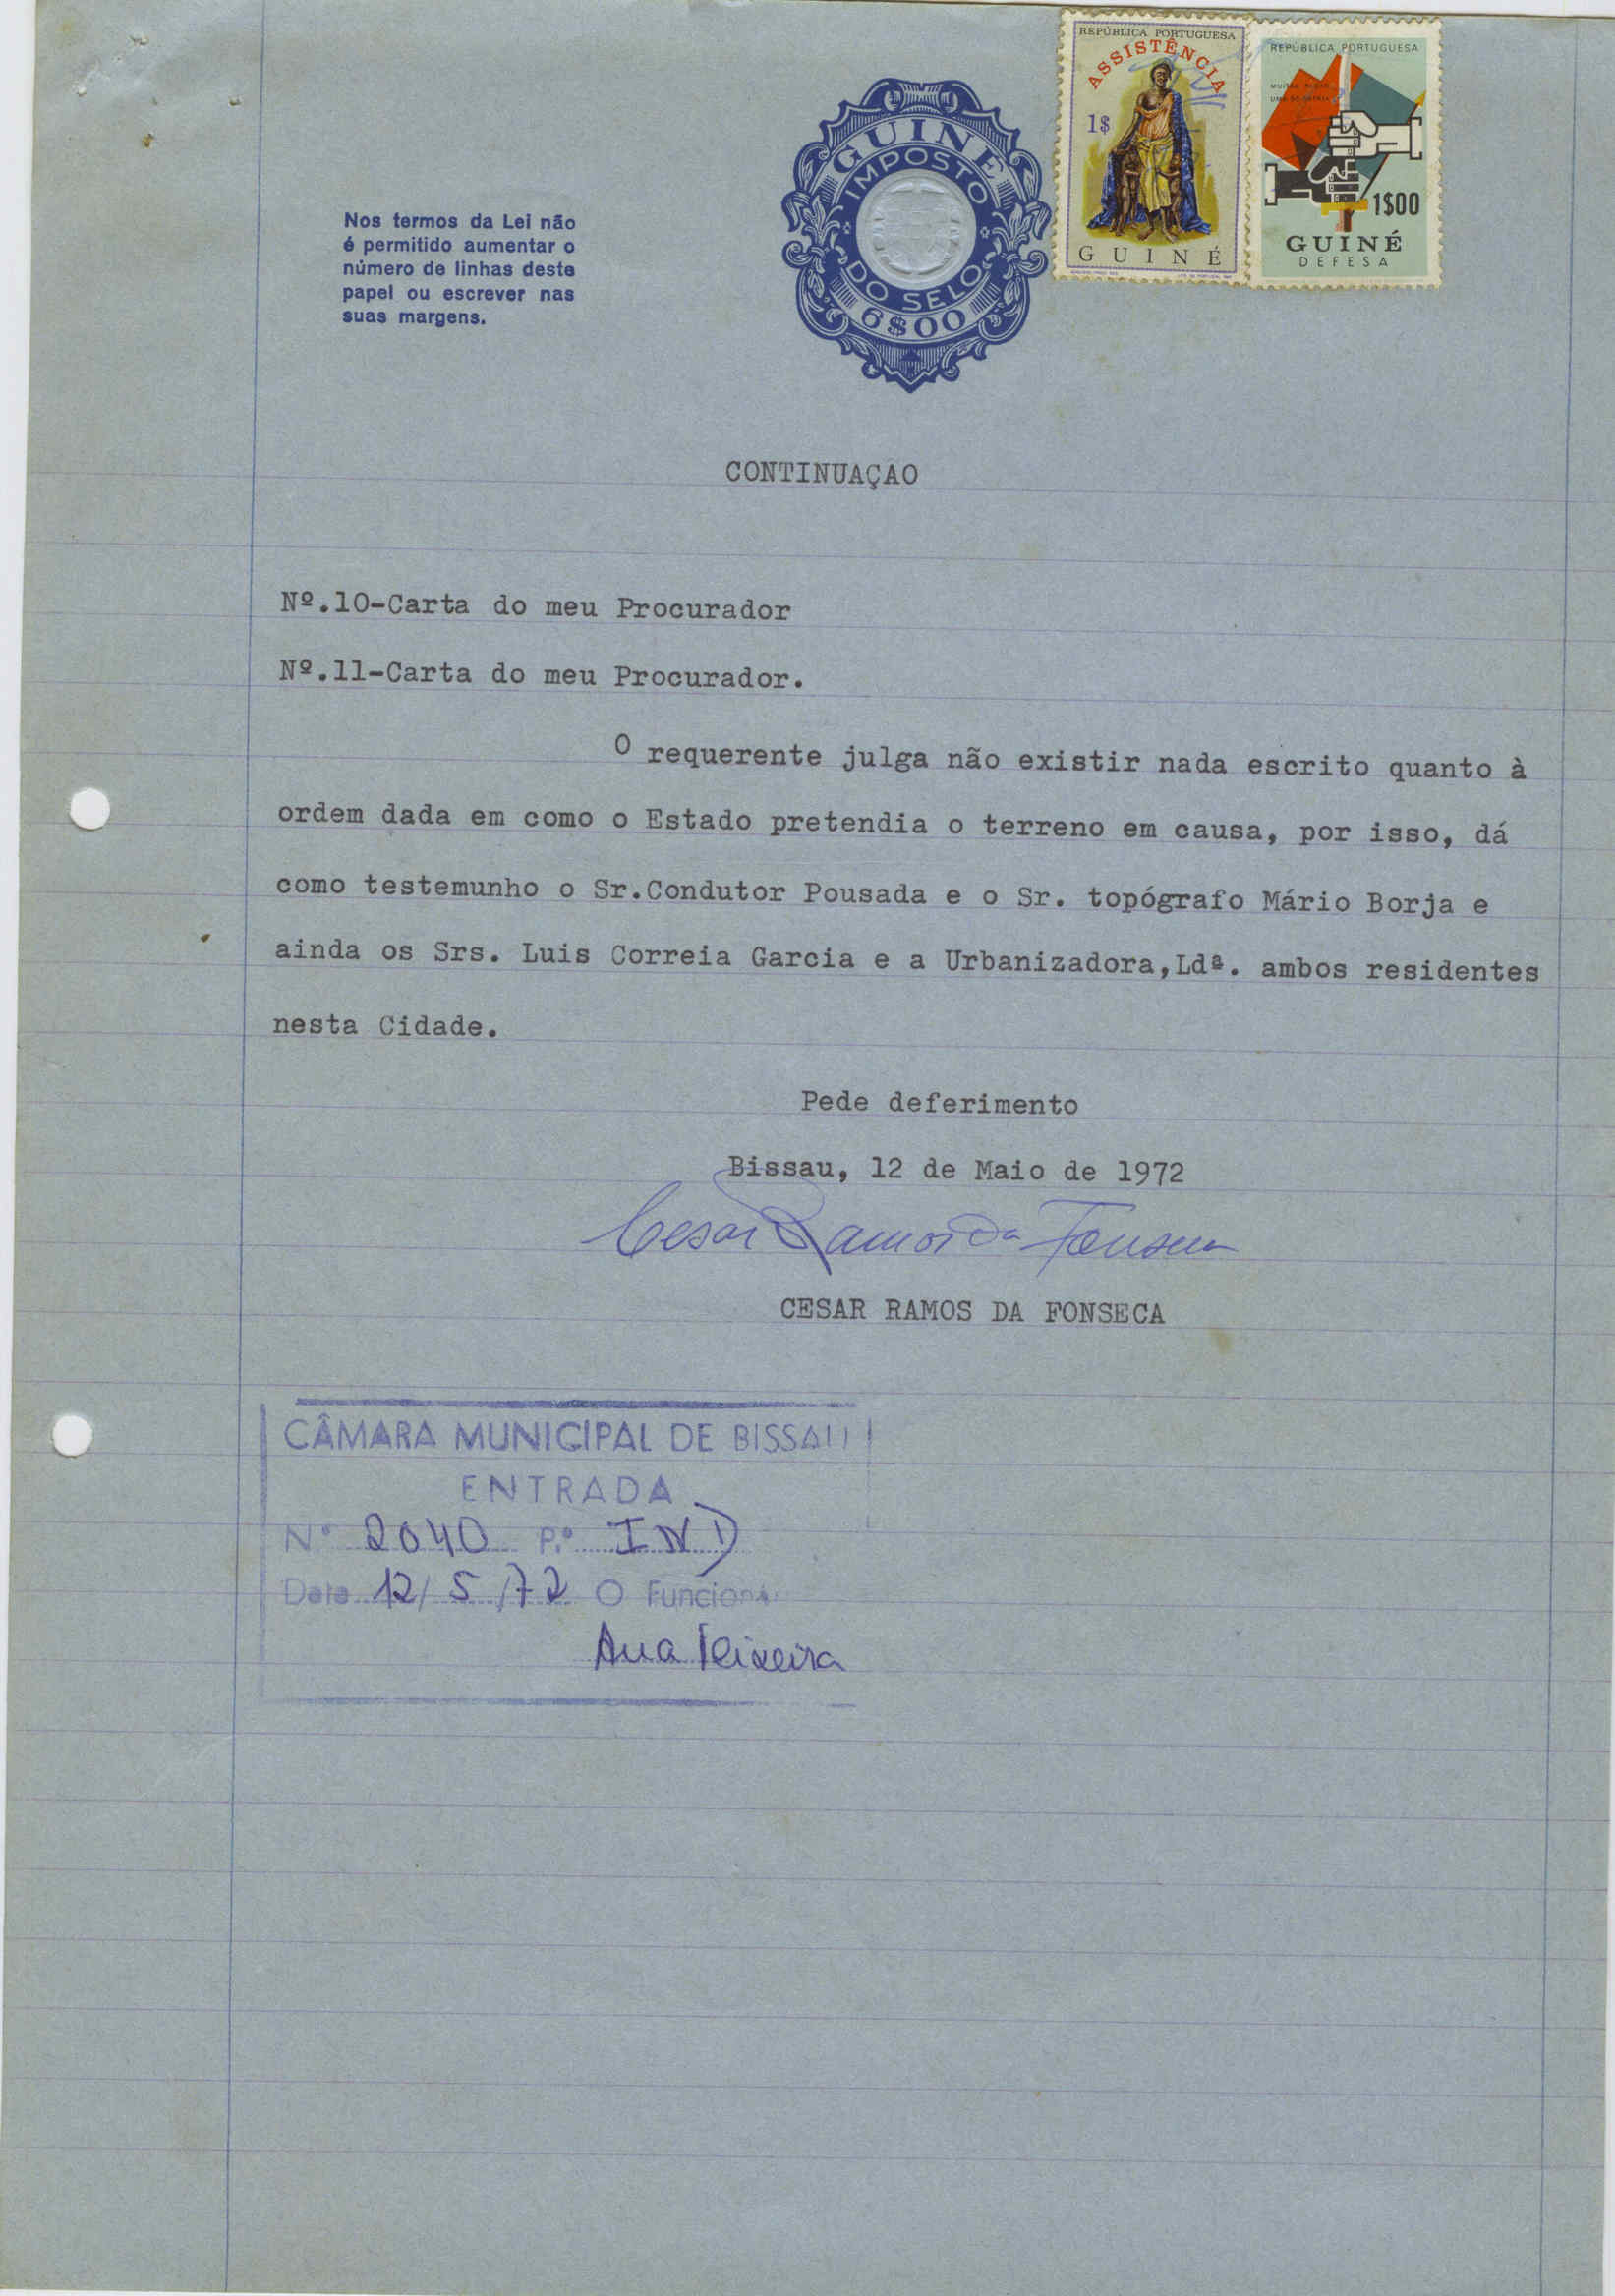 REPÚBLICA PORTUGUESA
ASSISTÊNCIA
1$
GUINÉ
REPÚBLICA PORTUGUESA
1$00
GUINÉ
DEFESA
GUINÉ
IMPOSTO
DO SELO
6$00
Nos termos da Lei não
é permitido aumentar o
número de linhas deste
papel ou escrever nas
suas margens.
CONTINUAÇAO
Nº.10-Carta do meu Procurador
Nº.11-Carta do meu Procurador.
O requerente julga não existir nada escrito quanto à
ordem dada em como o Estado pretendia o terreno em causa, por isso, dá
como testemunho o Sr.Condutor Pousada e o Sr. topógrafo Mário Borja e
ainda os Srs. Luis Correia Garcia e a Urbanizadora,Ldª. ambos residentes
nesta Cidade.
Pede deferimento
Bissau, 12 de Maio de 1972
Cesar Ramos da Fonseca
CESAR RAMOS DA FONSECA
CÂMARA MUNICIPAL DE BISSAU
ENTRADA
Nº 2040 P.º IND
Data 12/5/72 O Funcioná
Ana Teixeira